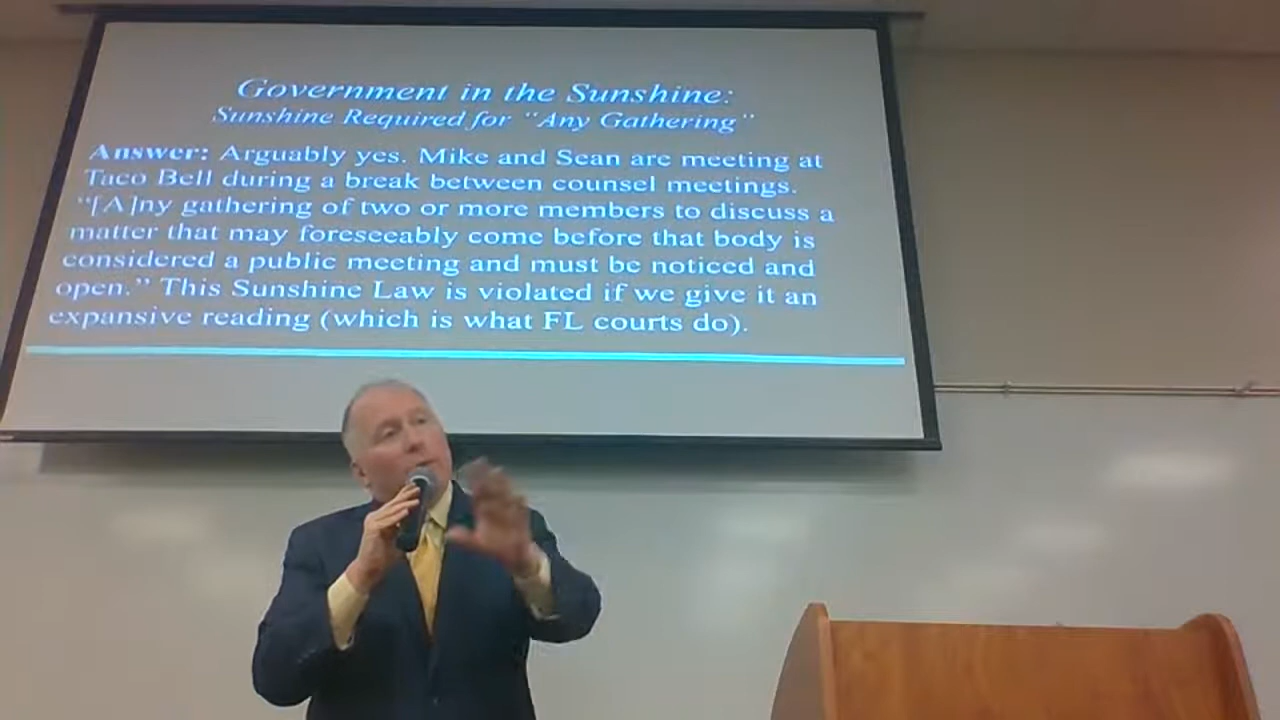 Government in the Sunshine:
Sunshine Required for "Any Gathering"
Answer: Arguably yes. Mike and Sean are meeting at
Taco Bell during a break between counsel meetings.
"[A]ny gathering of two or more members to discuss a
matter that may foreseeably come before that body is
considered a public meeting and must be noticed and
open." This Sunshine Law is violated if we give it an
expansive reading (which is what FL courts do).